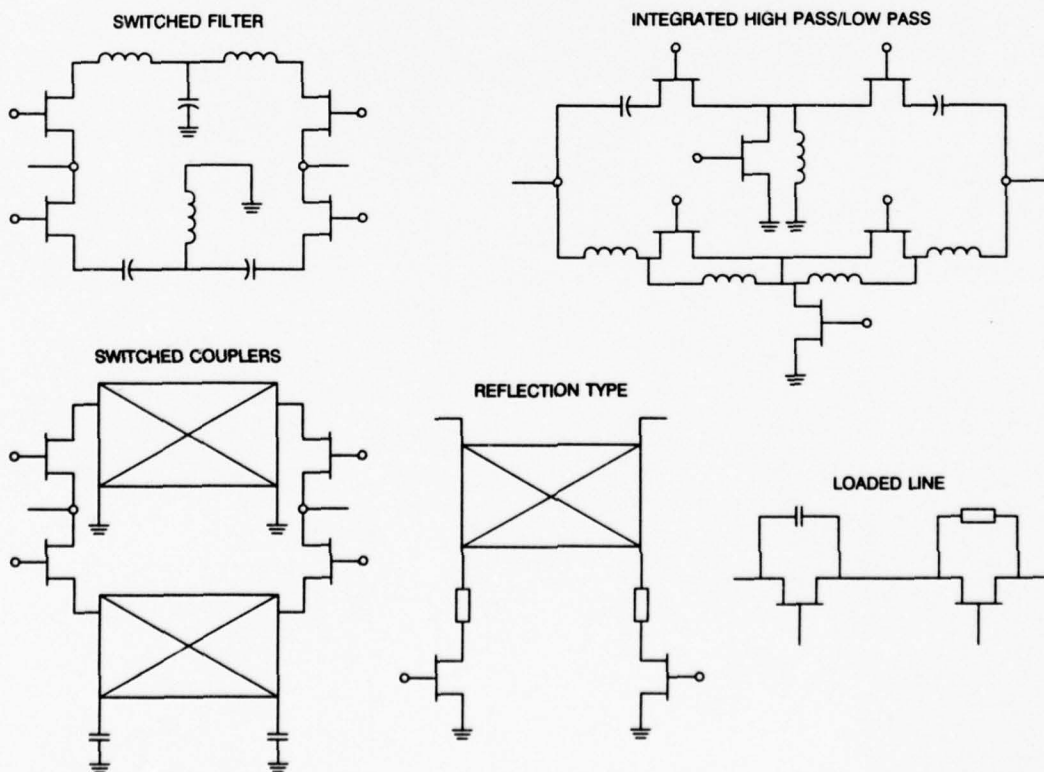 SWITCHED FILTER
INTEGRATED HIGH PASS/LOW PASS
SWITCHED COUPLERS
REFLECTION TYPE
LOADED LINE